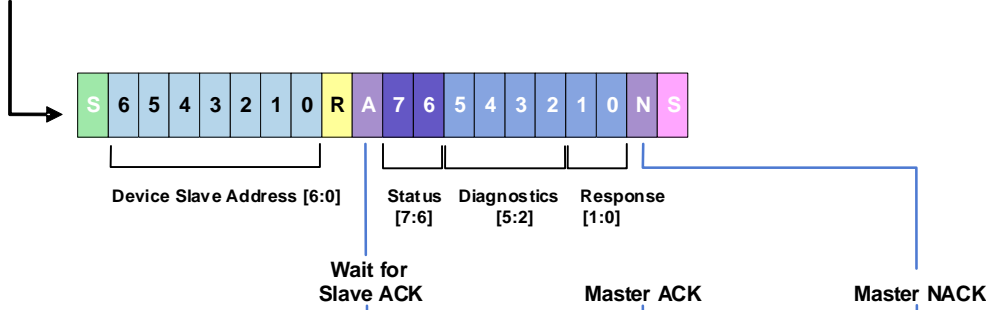 S 6 5 4 3 2 1 0 R A 7 6 5 4 3 2 1 0 N S
Device Slave Address [6:0]
Status
[7:6]
Diagnostics
[5:2]
Response
[1:0]
Wait for
Slave ACK
Master ACK
Master NACK